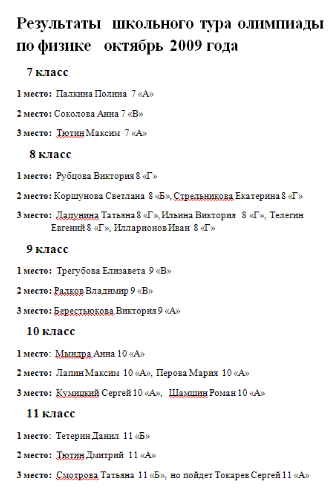 Результаты школьного тура олимпиады
по физике октябрь 2009 года
7 класс
1 место: Палкина Полина 7 «А»
2 место: Соколова Анна 7 «В»
3 место: Тютин Максим 7 «А»
8 класс
1 место: Рубцова Виктория 8 «Г»
2 место: Коршунова Светлана 8 «Б», Стрельникова Екатерина 8 «Г»
3 место: Лапунина Татьяна 8 «Г», Ильина Виктория 8 «Г», Телегин
Евгений 8 «Г», Илларионов Иван 8 «Г»
9 класс
1 место: Трегубова Елизавета 9 «В»
2 место: Ралков Владимир 9 «В»
3 место: Берестьюкова Виктория 9 «А»
10 класс
1 место: Мындра Анна 10 «А»
2 место: Лапин Максим 10 «А», Перова Мария 10 «А»
3 место: Кумицкий Сергей 10 «А», Шамшин Роман 10 «А»
11 класс
1 место: Тетерин Данил 11 «Б»
2 место: Тютин Дмитрий 11 «А»
3 место: Смотрова Татьяна 11 «Б», но пойдет Токарев Сергей 11 «А»